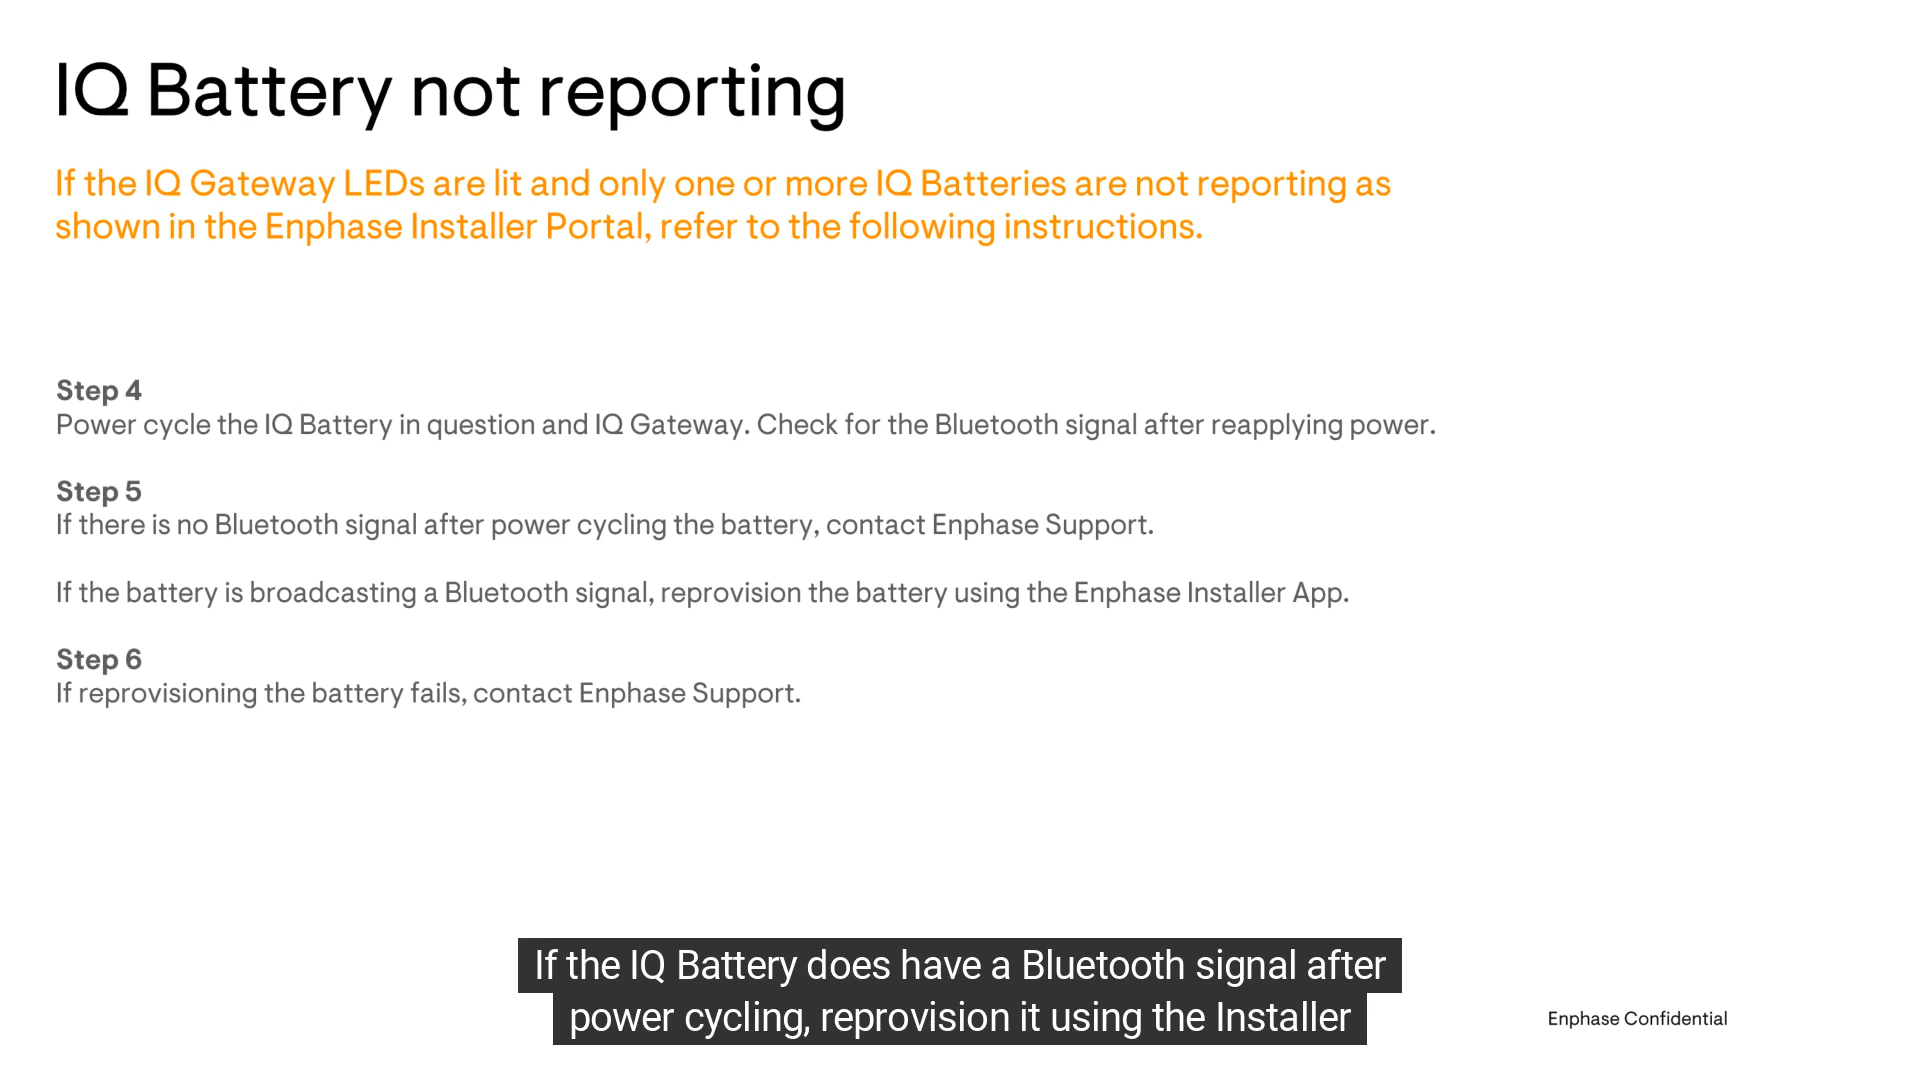 IQ Battery not reporting
If the IQ Gateway LEDs are lit and only one or more IQ Batteries are not reporting as
shown in the Enphase Installer Portal, refer to the following instructions.
Step 4
Power cycle the IQ Battery in question and IQ Gateway. Check for the Bluetooth signal after reapplying power.
Step 5
If there is no Bluetooth signal after power cycling the battery, contact Enphase Support.
If the battery is broadcasting a Bluetooth signal, reprovision the battery using the Enphase Installer App.
Step 6
If reprovisioning the battery fails, contact Enphase Support.
If the IQ Battery does have a Bluetooth signal after
power cycling, reprovision it using the Installer
Enphase Confidential